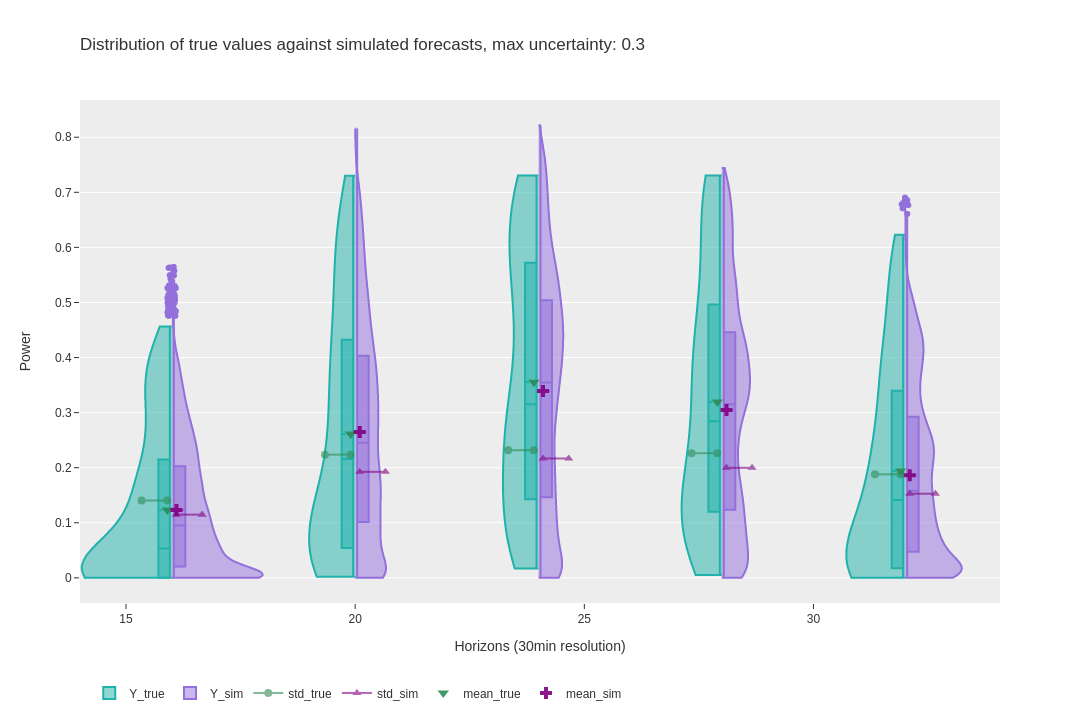 Distribution of true values against simulated forecasts, max uncertainty: 0.3
0.8
0.7
0.6
0.5
0.4
0.3
0.2
0.1
0
Power
15 20 25 30
Horizons (30min resolution)
Y_true Y_sim std_true std_sim mean_true mean_sim